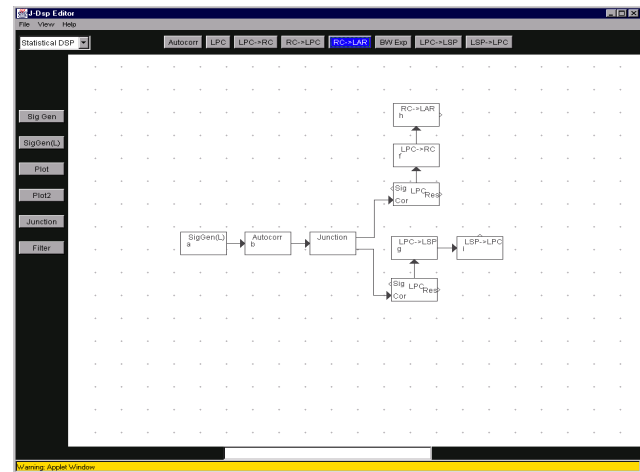 J-Dsp Editor
File View Help
Statistical DSP
Autocorr LPC LPC->RC RC->LPC RC->LAR BW Exp LPC->LSP LSP->LPC
Sig Gen
SigGen(L)
Plot
Plot2
Junction
Filter
RC->LAR
h
LPC->RC
f
Sig LPC Res
Cor
SigGen(L)
a
Autocorr
b
Junction
LPC->LSP
g
LSP->LPC
i
Sig LPC Res
Cor
Warning: Applet Window